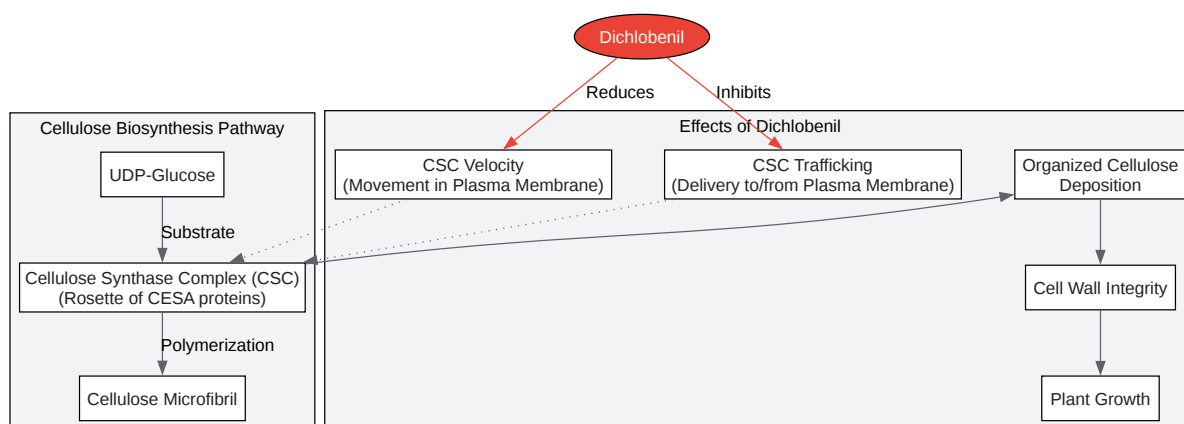 Dichlobenil
Reduces
Inhibits
Cellulose Biosynthesis Pathway
UDP-Glucose
Substrate
Cellulose Synthase Complex (CSC)
(Rosette of CESA proteins)
Polymerization
Cellulose Microfibril
Effects of Dichlobenil
CSC Velocity
(Movement in Plasma Membrane)
CSC Trafficking
(Delivery to/from Plasma Membrane)
Organized Cellulose
Deposition
Cell Wall Integrity
Plant Growth